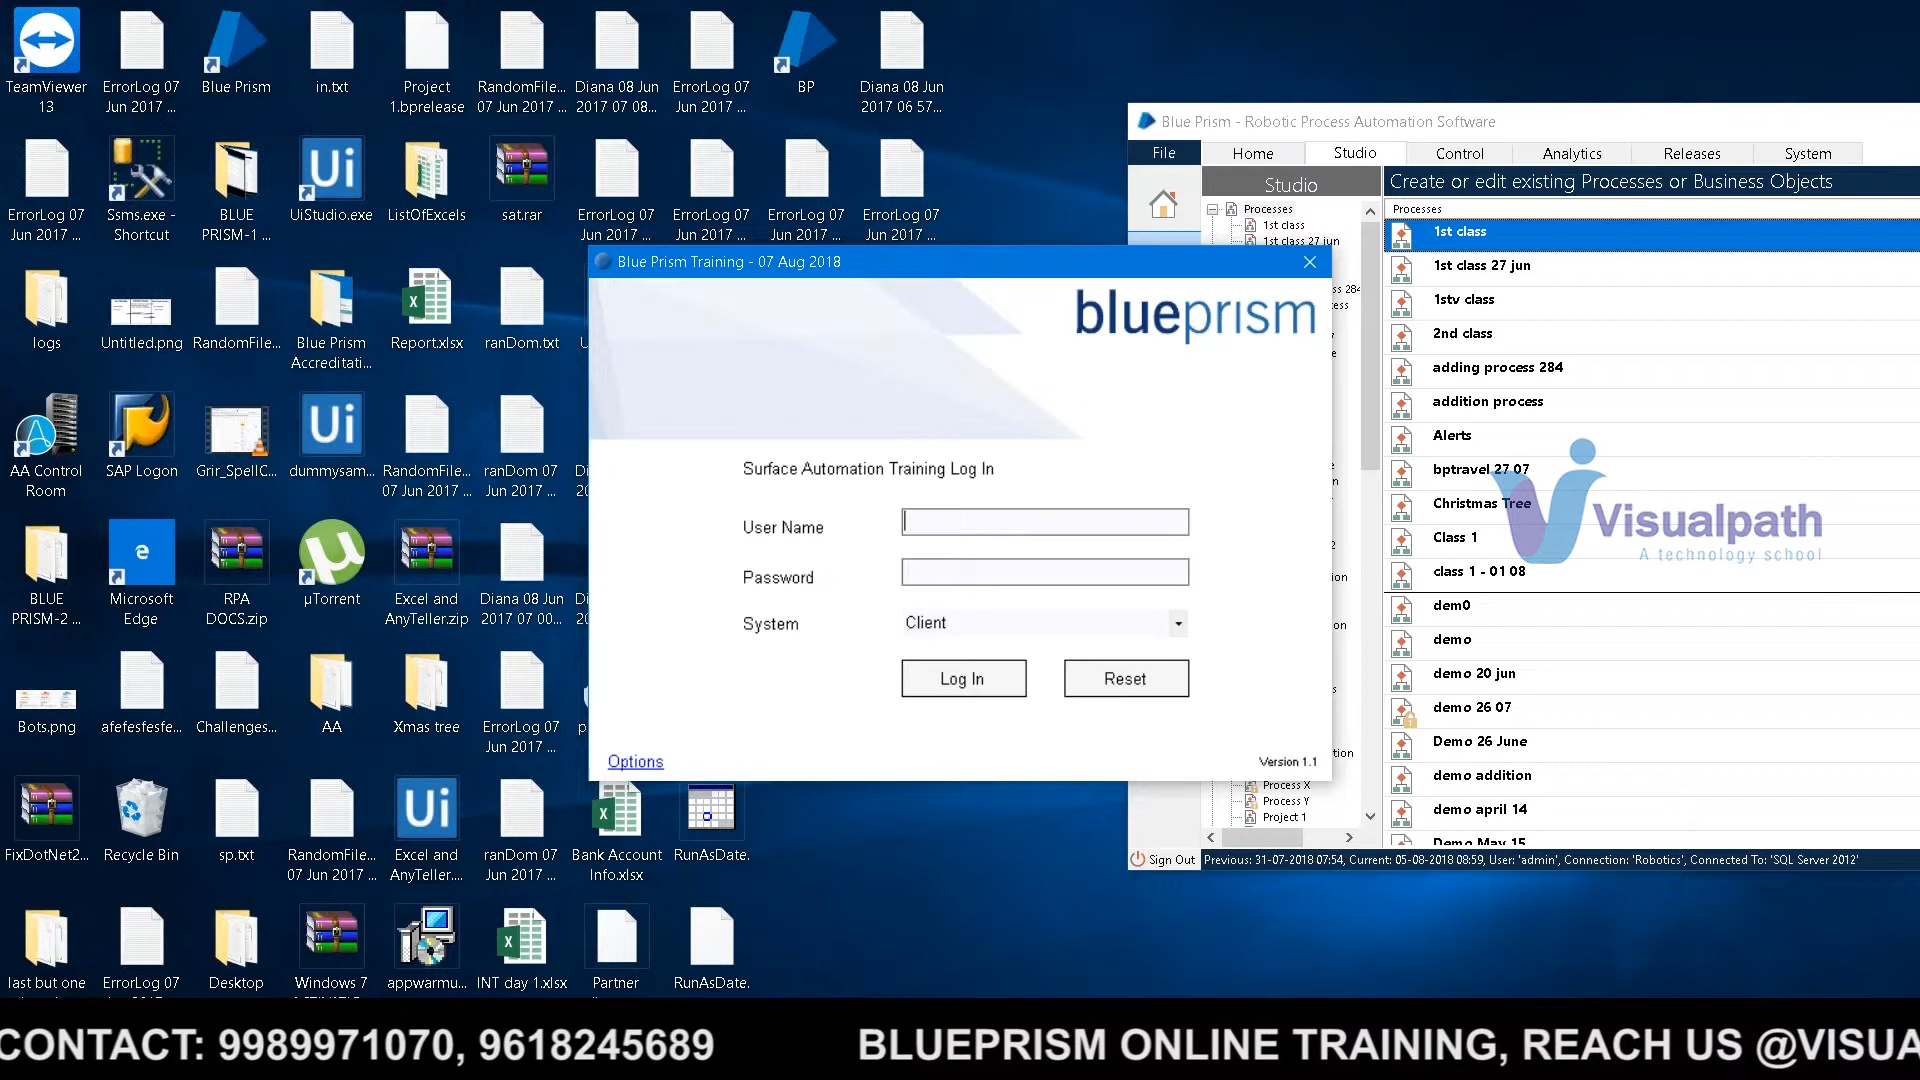 TeamViewer
13
ErrorLog 07
Jun 2017 ...
Blue Prism
in.txt
Project
1.bprelease
RandomFile...
07 Jun 2017 ...
Diana 08 Jun
2017 07 08...
ErrorLog 07
Jun 2017 ...
BP
Diana 08 Jun
2017 06 57...
ErrorLog 07
Jun 2017 ...
Ssms.exe -
Shortcut
BLUE
PRISM-1 ...
UiStudio.exe
ListOfExcels
sat.rar
ErrorLog 07
Jun 2017 ...
ErrorLog 07
Jun 2017 ...
ErrorLog 07
Jun 2017 ...
ErrorLog 07
Jun 2017 ...
logs
Untitled.png
RandomFile...
Blue Prism
Accreditati...
Report.xlsx
ranDom.txt
AA Control
Room
SAP Logon
Grir_SpellC...
dummysam...
RandomFile...
07 Jun 2017 ...
ranDom 07
Jun 2017 ...
BLUE
PRISM-2 ...
Microsoft
Edge
RPA
DOCS.zip
µTorrent
Excel and
AnyTeller.zip
Diana 08 Jun
2017 07 00...
Bots.png
afefesfesfe...
Challenges...
AA
Xmas tree
ErrorLog 07
Jun 2017 ...
FixDotNet2...
Recycle Bin
sp.txt
RandomFile...
07 Jun 2017 ...
Excel and
AnyTeller....
ranDom 07
Jun 2017 ...
Bank Account
Info.xlsx
RunAsDate.
last but one
ErrorLog 07
Desktop
Windows 7
appwarmu...
INT day 1.xlsx
Partner
RunAsDate.
Blue Prism Training - 07 Aug 2018
blueprism
Surface Automation Training Log In
User Name
Password
System
Client
Log In
Reset
Options
Version 1.1
Blue Prism - Robotic Process Automation Software
File
Home
Studio
Control
Analytics
Releases
System
Studio
Create or edit existing Processes or Business Objects
Processes
1st class
1st class 27 jun
Process X
Process Y
Project 1
Processes
1st class
1st class 27 jun
1stv class
2nd class
adding process 284
addition process
Alerts
bptravel 27 07
Christmas Tree
Class 1
class 1 - 01 08
dem0
demo
demo 20 jun
demo 26 07
Demo 26 June
demo addition
demo april 14
Demo May 15
Visualpath
A technology school
Sign Out
Previous: 31-07-2018 07:54, Current: 05-08-2018 08:59, User: 'admin', Connection: 'Robotics', Connected To: 'SQL Server 2012'
CONTACT: 9989971070, 9618245689
BLUEPRISM ONLINE TRAINING, REACH US @VISUA